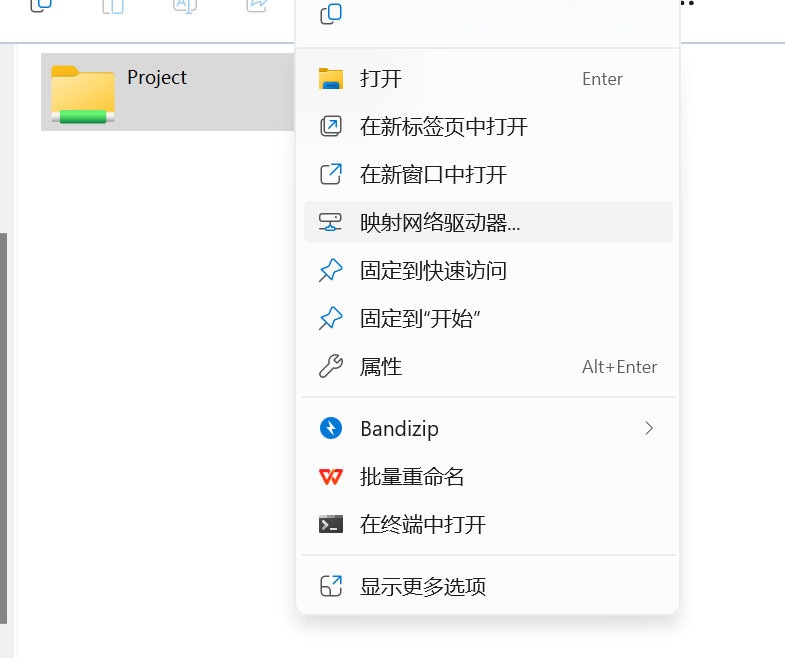 Project
打开 Enter
在新标签页中打开
在新窗口中打开
映射网络驱动器...
固定到快速访问
固定到“开始”
属性 Alt+Enter
Bandizip
批量重命名
在终端中打开
显示更多选项